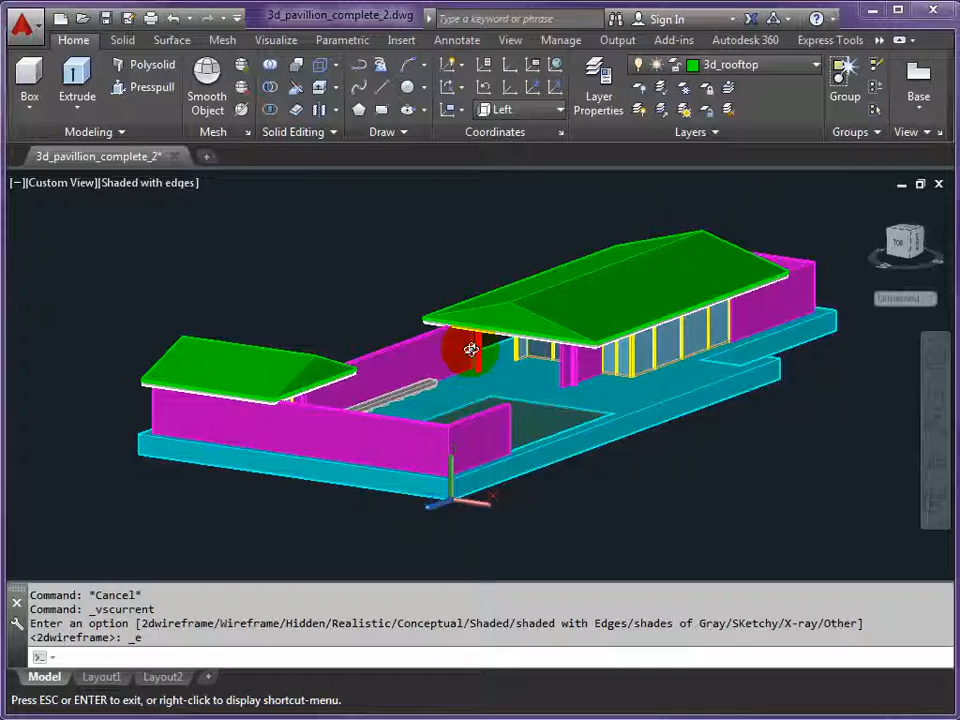 3d_pavillion_complete_2.dwg
Type a keyword or phrase
Sign In
Home Solid Surface Mesh Visualize Parametric Insert Annotate View Manage Output Add-ins Autodesk 360 Express Tools
Box
Extrude
Polysolid
Presspull
Smooth Object
Left
Layer Properties
3d_rooftop
Group
Base
Modeling Mesh Solid Editing Draw Coordinates Layers Groups View
3d_pavillion_complete_2*
[−][Custom View][Shaded with edges]
TOP
Unnamed
Command: *Cancel*
Command: _vscurrent
Enter an option [2dwireframe/Wireframe/Hidden/Realistic/Conceptual/Shaded/shaded with Edges/shades of Gray/SKetchy/X-ray/Other]
<2dwireframe>: _e
Model Layout1 Layout2
Press ESC or ENTER to exit, or right-click to display shortcut-menu.